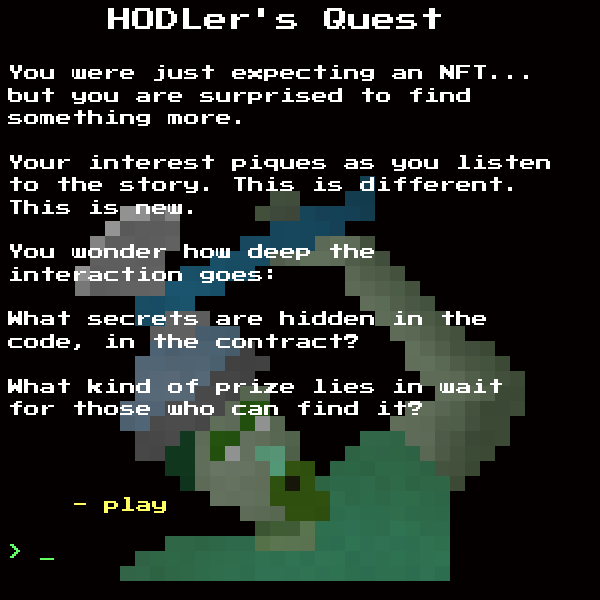 HODLer's Quest
You were just expecting an NFT...
but you are surprised to find
something more.
Your interest piques as you listen
to the story. This is different.
This is new.
You wonder how deep the
interaction goes:
What secrets are hidden in the
code, in the contract?
What kind of prize lies in wait
for those who can find it?
- play
> _